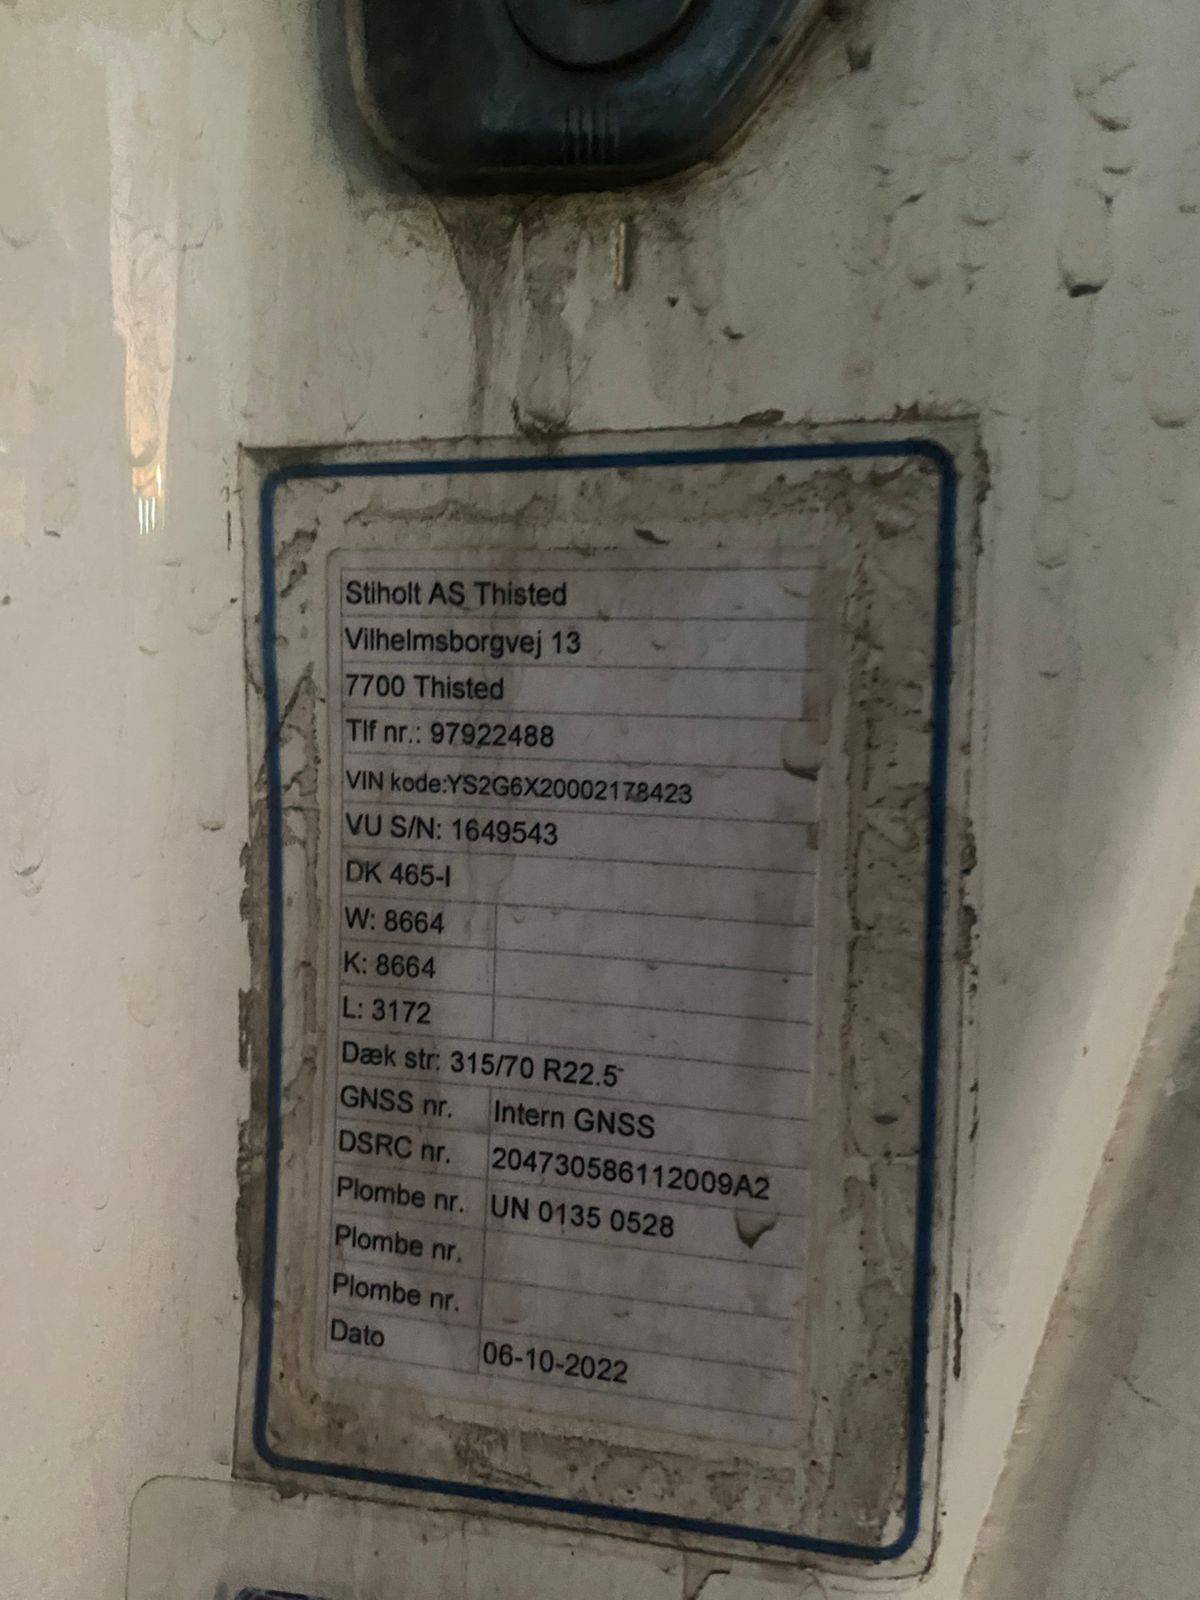 Stiholt AS Thisted
Vilhelmsborgvej 13
7700 Thisted
Tlf nr.: 97922488
VIN kode:YS2G6X20002178423
VU S/N: 1649543
DK 465-I
W: 8664
K: 8664
L: 3172
Dæk str: 315/70 R22.5
GNSS nr. Intern GNSS
DSRC nr. 204730586112009A2
Plombe nr. UN 0135 0528
Plombe nr.
Plombe nr.
Dato 06-10-2022